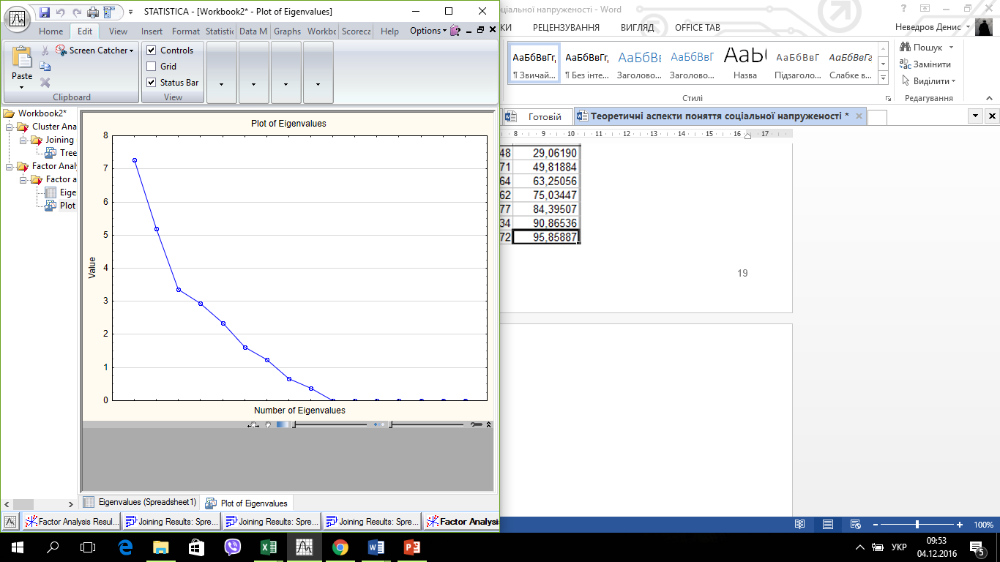 STATISTICA - [Workbook2* - Plot of Eigenvalues]
Home Edit View Insert Format Statistic Data M Graphs Workbo Scoreca Help Options
Paste
Screen Catcher
Clipboard
Controls
Grid
Status Bar
View
Workbook2*
Cluster Ana
Joining
Tree
Factor Analy
Factor a
Eige
Plot
Plot of Eigenvalues
8
7
6
5
4
3
2
1
0
Value
Number of Eigenvalues
Eigenvalues (Spreadsheet1) Plot of Eigenvalues
Factor Analysis Resul... Joining Results: Spre... Joining Results: Spre... Joining Results: Spre... Factor Analysis
оціальної напруженості - Word
КИ РЕЦЕНЗУВАННЯ ВИГЛЯД OFFICE TAB Неведров Денис
АаБбВвГг, АаБбВвГг, АаБбВı АаБбВвГ АаЬ( АаБбВвГ АаБбВвГг
¶ Звичай... ¶ Без інте... Заголово... Заголово... Назва Підзаголо... Слабке в...
Стилі
Пошук
Замінити
Виділити
Редагування
Готовій Теоретичні аспекти поняття соціальної напруженості *
8 9 10 11 12 13 14 15 16 17
48 29,06190
71 49,81884
64 63,25056
62 75,03447
77 84,39507
34 90,86536
72 95,85887
19
100%
УКР
09:53
04.12.2016
5